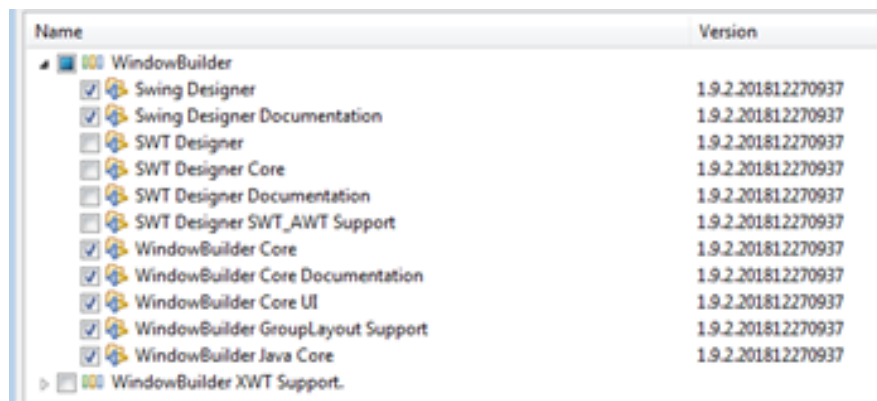 Name Version
WindowBuilder
Swing Designer 1.9.2.201812270937
Swing Designer Documentation 1.9.2.201812270937
SWT Designer 1.9.2.201812270937
SWT Designer Core 1.9.2.201812270937
SWT Designer Documentation 1.9.2.201812270937
SWT Designer SWT_AWT Support 1.9.2.201812270937
WindowBuilder Core 1.9.2.201812270937
WindowBuilder Core Documentation 1.9.2.201812270937
WindowBuilder Core UI 1.9.2.201812270937
WindowBuilder GroupLayout Support 1.9.2.201812270937
WindowBuilder Java Core 1.9.2.201812270937
WindowBuilder XWT Support.